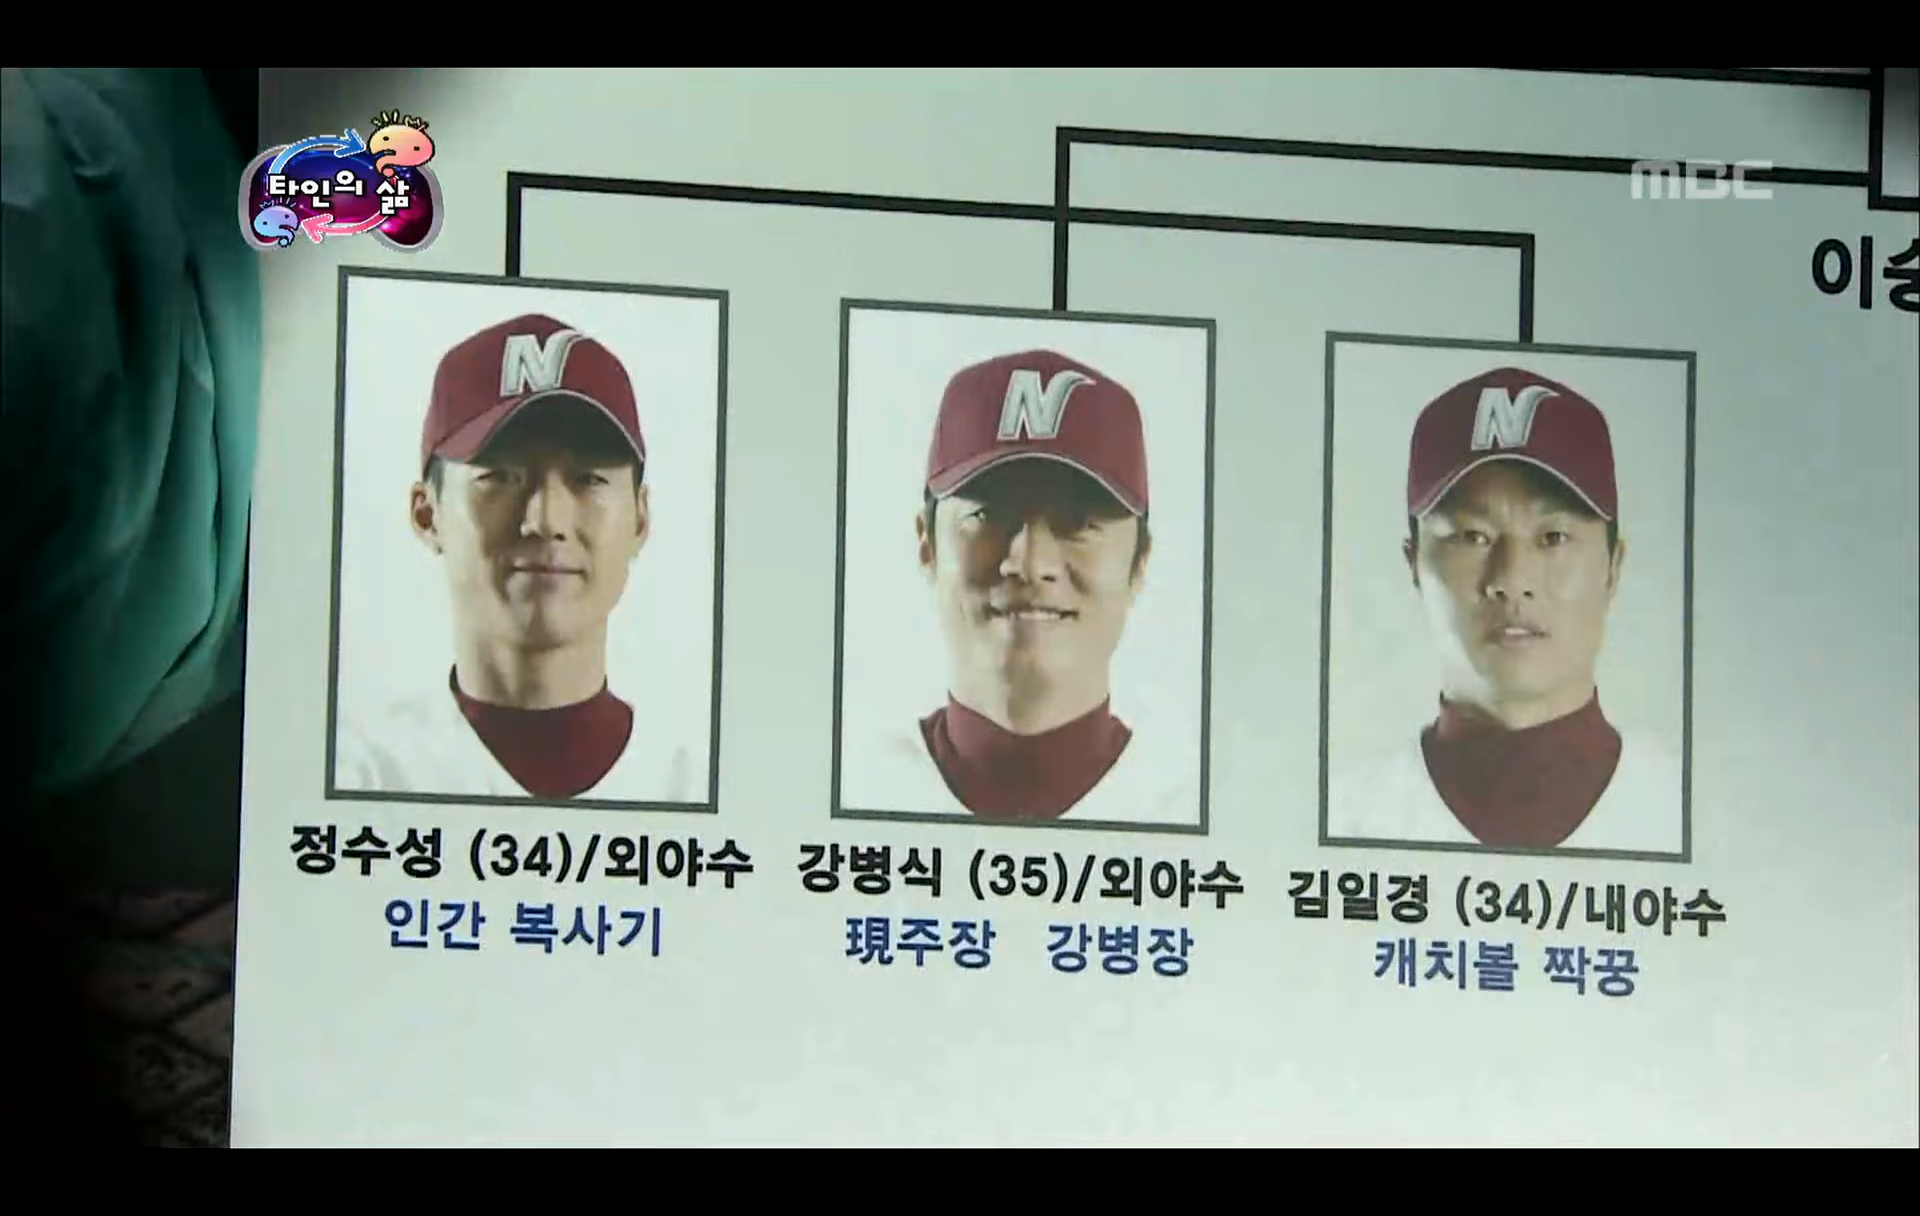 타인의 삶
MBC
이승
N
N
N
정수성 (34)/외야수
인간 복사기
강병식 (35)/외야수
現주장 강병장
김일경 (34)/내야수
캐치볼 짝꿍